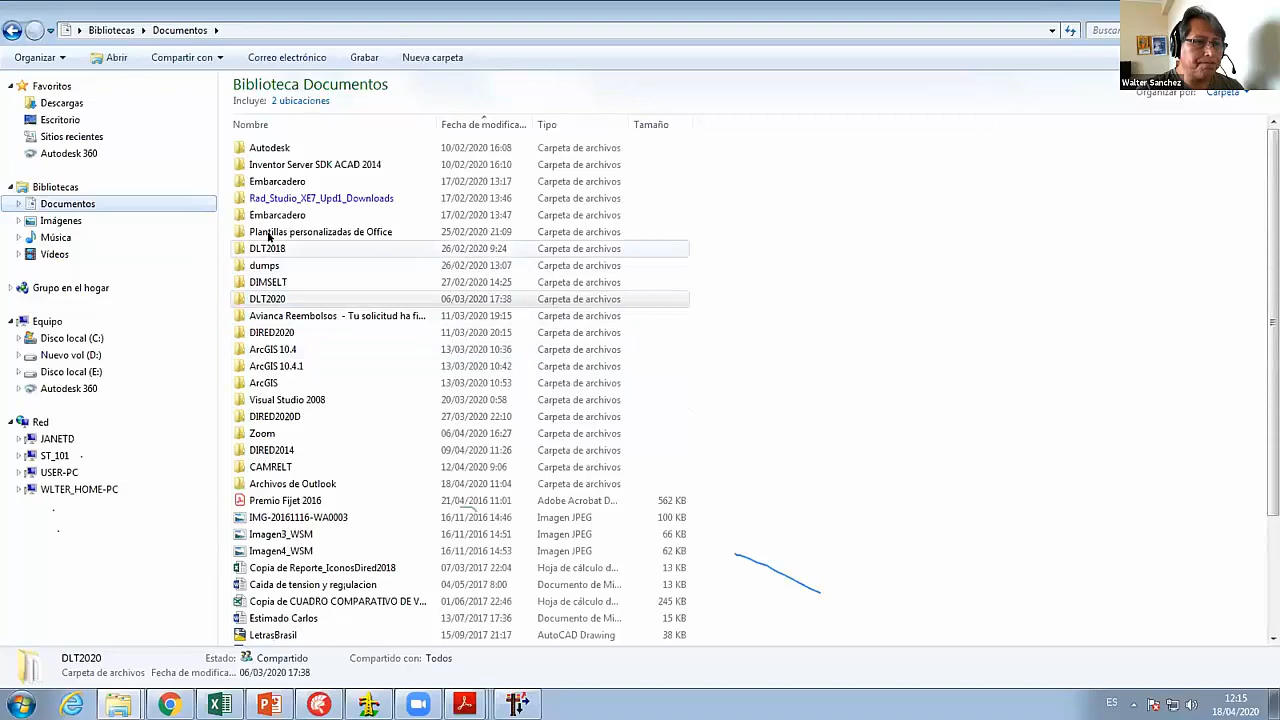 Bibliotecas Documentos
Buscar
Organizar Abrir Compartir con Correo electrónico Grabar Nueva carpeta
Walter Sanchez
Favoritos
Descargas
Escritorio
Sitios recientes
Autodesk 360
Bibliotecas
Documentos
Imágenes
Música
Vídeos
Grupo en el hogar
Equipo
Disco local (C:)
Nuevo vol (D:)
Disco local (E:)
Autodesk 360
Red
JANETD
ST_101
USER-PC
WLTER_HOME-PC
Biblioteca Documentos
Incluye: 2 ubicaciones
Organizar por: Carpeta
Nombre Fecha de modifica... Tipo Tamaño
Autodesk 10/02/2020 16:08 Carpeta de archivos
Inventor Server SDK ACAD 2014 10/02/2020 16:10 Carpeta de archivos
Embarcadero 17/02/2020 13:17 Carpeta de archivos
Rad_Studio_XE7_Upd1_Downloads 17/02/2020 13:46 Carpeta de archivos
Embarcadero 17/02/2020 13:47 Carpeta de archivos
Plantillas personalizadas de Office 25/02/2020 21:09 Carpeta de archivos
DLT2018 26/02/2020 9:24 Carpeta de archivos
dumps 26/02/2020 13:07 Carpeta de archivos
DIMSELT 27/02/2020 14:25 Carpeta de archivos
DLT2020 06/03/2020 17:38 Carpeta de archivos
Avianca Reembolsos - Tu solicitud ha fi... 11/03/2020 19:15 Carpeta de archivos
DIRED2020 11/03/2020 20:15 Carpeta de archivos
ArcGIS 10.4 13/03/2020 10:36 Carpeta de archivos
ArcGIS 10.4.1 13/03/2020 10:42 Carpeta de archivos
ArcGIS 13/03/2020 10:53 Carpeta de archivos
Visual Studio 2008 20/03/2020 0:58 Carpeta de archivos
DIRED2020D 27/03/2020 22:10 Carpeta de archivos
Zoom 06/04/2020 16:27 Carpeta de archivos
DIRED2014 09/04/2020 11:26 Carpeta de archivos
CAMRELT 12/04/2020 9:06 Carpeta de archivos
Archivos de Outlook 18/04/2020 11:04 Carpeta de archivos
Premio Fijet 2016 21/04/2016 11:01 Adobe Acrobat D... 562 KB
IMG-20161116-WA0003 16/11/2016 14:46 Imagen JPEG 100 KB
Imagen3_WSM 16/11/2016 14:51 Imagen JPEG 66 KB
Imagen4_WSM 16/11/2016 14:53 Imagen JPEG 62 KB
Copia de Reporte_IconosDired2018 07/03/2017 22:04 Hoja de cálculo d... 13 KB
Caida de tension y regulacion 04/05/2017 8:00 Documento de Mi... 13 KB
Copia de CUADRO COMPARATIVO DE V... 01/06/2017 22:46 Hoja de cálculo d... 245 KB
Estimado Carlos 13/07/2017 17:36 Documento de Mi... 15 KB
LetrasBrasil 15/09/2017 21:17 AutoCAD Drawing 38 KB
DLT2020 Estado: Compartido Compartido con: Todos
Carpeta de archivos Fecha de modifica... 06/03/2020 17:38
ES 12:15
18/04/2020